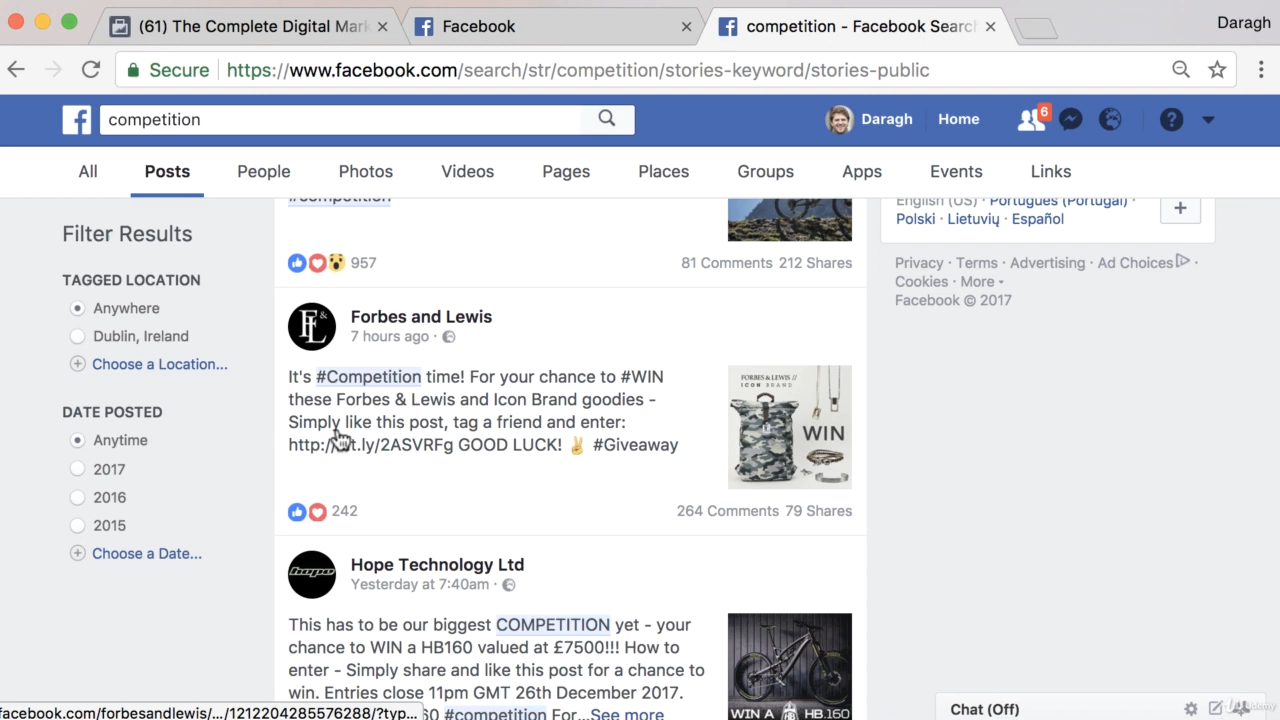 (61) The Complete Digital Mark
Facebook
competition - Facebook Searc
Daragh
Secure
https://www.facebook.com/search/str/competition/stories-keyword/stories-public
competition
Daragh
Home
6
All
Posts
People
Photos
Videos
Pages
Places
Groups
Apps
Events
Links
Filter Results
TAGGED LOCATION
Anywhere
Dublin, Ireland
Choose a Location...
DATE POSTED
Anytime
2017
2016
2015
Choose a Date...
#competition
957
81 Comments 212 Shares
Forbes and Lewis
7 hours ago ·
It's #Competition time! For your chance to #WIN
these Forbes & Lewis and Icon Brand goodies -
Simply like this post, tag a friend and enter:
GOOD LUCK! ✌ #Giveaway
FORBES & LEWIS //
ICON BRAND
WIN
242
264 Comments 79 Shares
Hope Technology Ltd
Yesterday at 7:40am ·
This has to be our biggest COMPETITION yet - your
chance to WIN a HB160 valued at £7500!!! How to
enter - Simply share and like this post for a chance to
win. Entries close 11pm GMT 26th December 2017.
#competition For...See more
hope
WIN A HB.160
English (US) · Português (Portugal) ·
Polski · Lietuvių · Español
Privacy · Terms · Advertising · Ad Choices ·
Cookies · More
Facebook © 2017
Chat (Off)
facebook.com/forbesandlewis/.../1212204285576288/?typ...